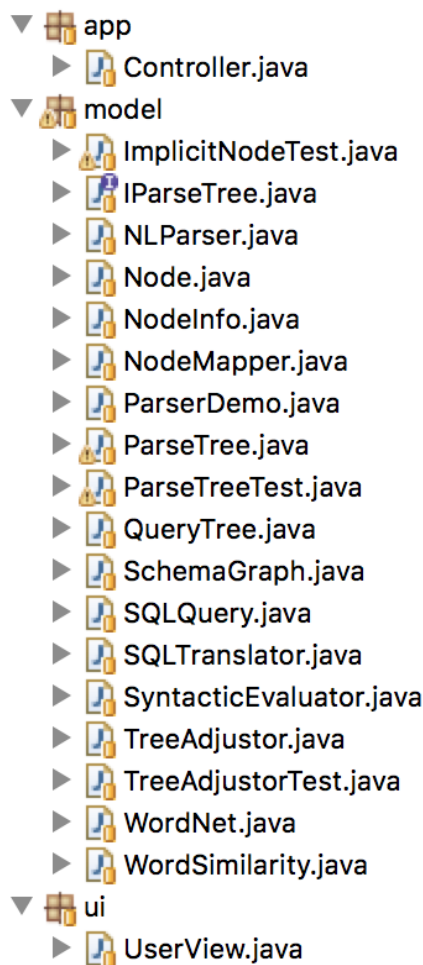 app
Controller.java
model
ImplicitNodeTest.java
IParseTree.java
NLParser.java
Node.java
NodeInfo.java
NodeMapper.java
ParserDemo.java
ParseTree.java
ParseTreeTest.java
QueryTree.java
SchemaGraph.java
SQLQuery.java
SQLTranslator.java
SyntacticEvaluator.java
TreeAdjustor.java
TreeAdjustorTest.java
WordNet.java
WordSimilarity.java
ui
UserView.java